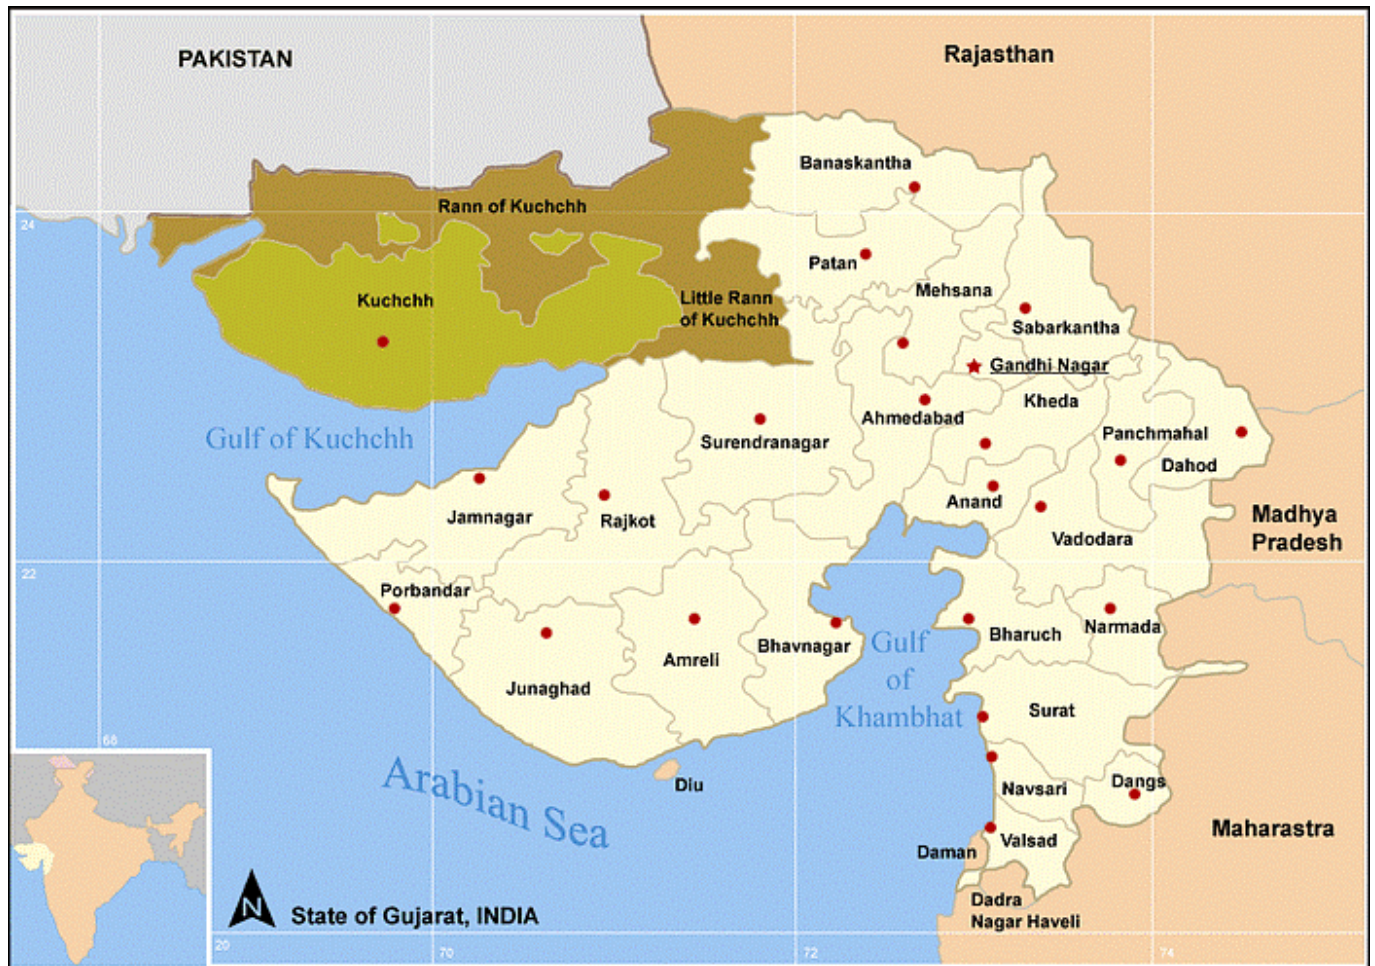 PAKISTAN
Rajasthan
Banaskantha
Rann of Kuchchh
24
Patan
Mehsana
Kuchchh
Little Rann
of Kuchchh
Sabarkantha
Gandhi Nagar
Kheda
Ahmedabad
Gulf of Kuchchh
Surendranagar
Panchmahal
Dahod
Anand
Jamnagar
Rajkot
Madhya
Pradesh
Vadodara
22
Porbandar
Narmada
Bharuch
Gulf
of
Khambhat
Bhavnagar
Amreli
Junaghad
Surat
68
Arabian Sea
Diu
Dangs
Navsari
Maharastra
Valsad
Daman
Dadra
Nagar Haveli
N
State of Gujarat, INDIA
20
70
72
74